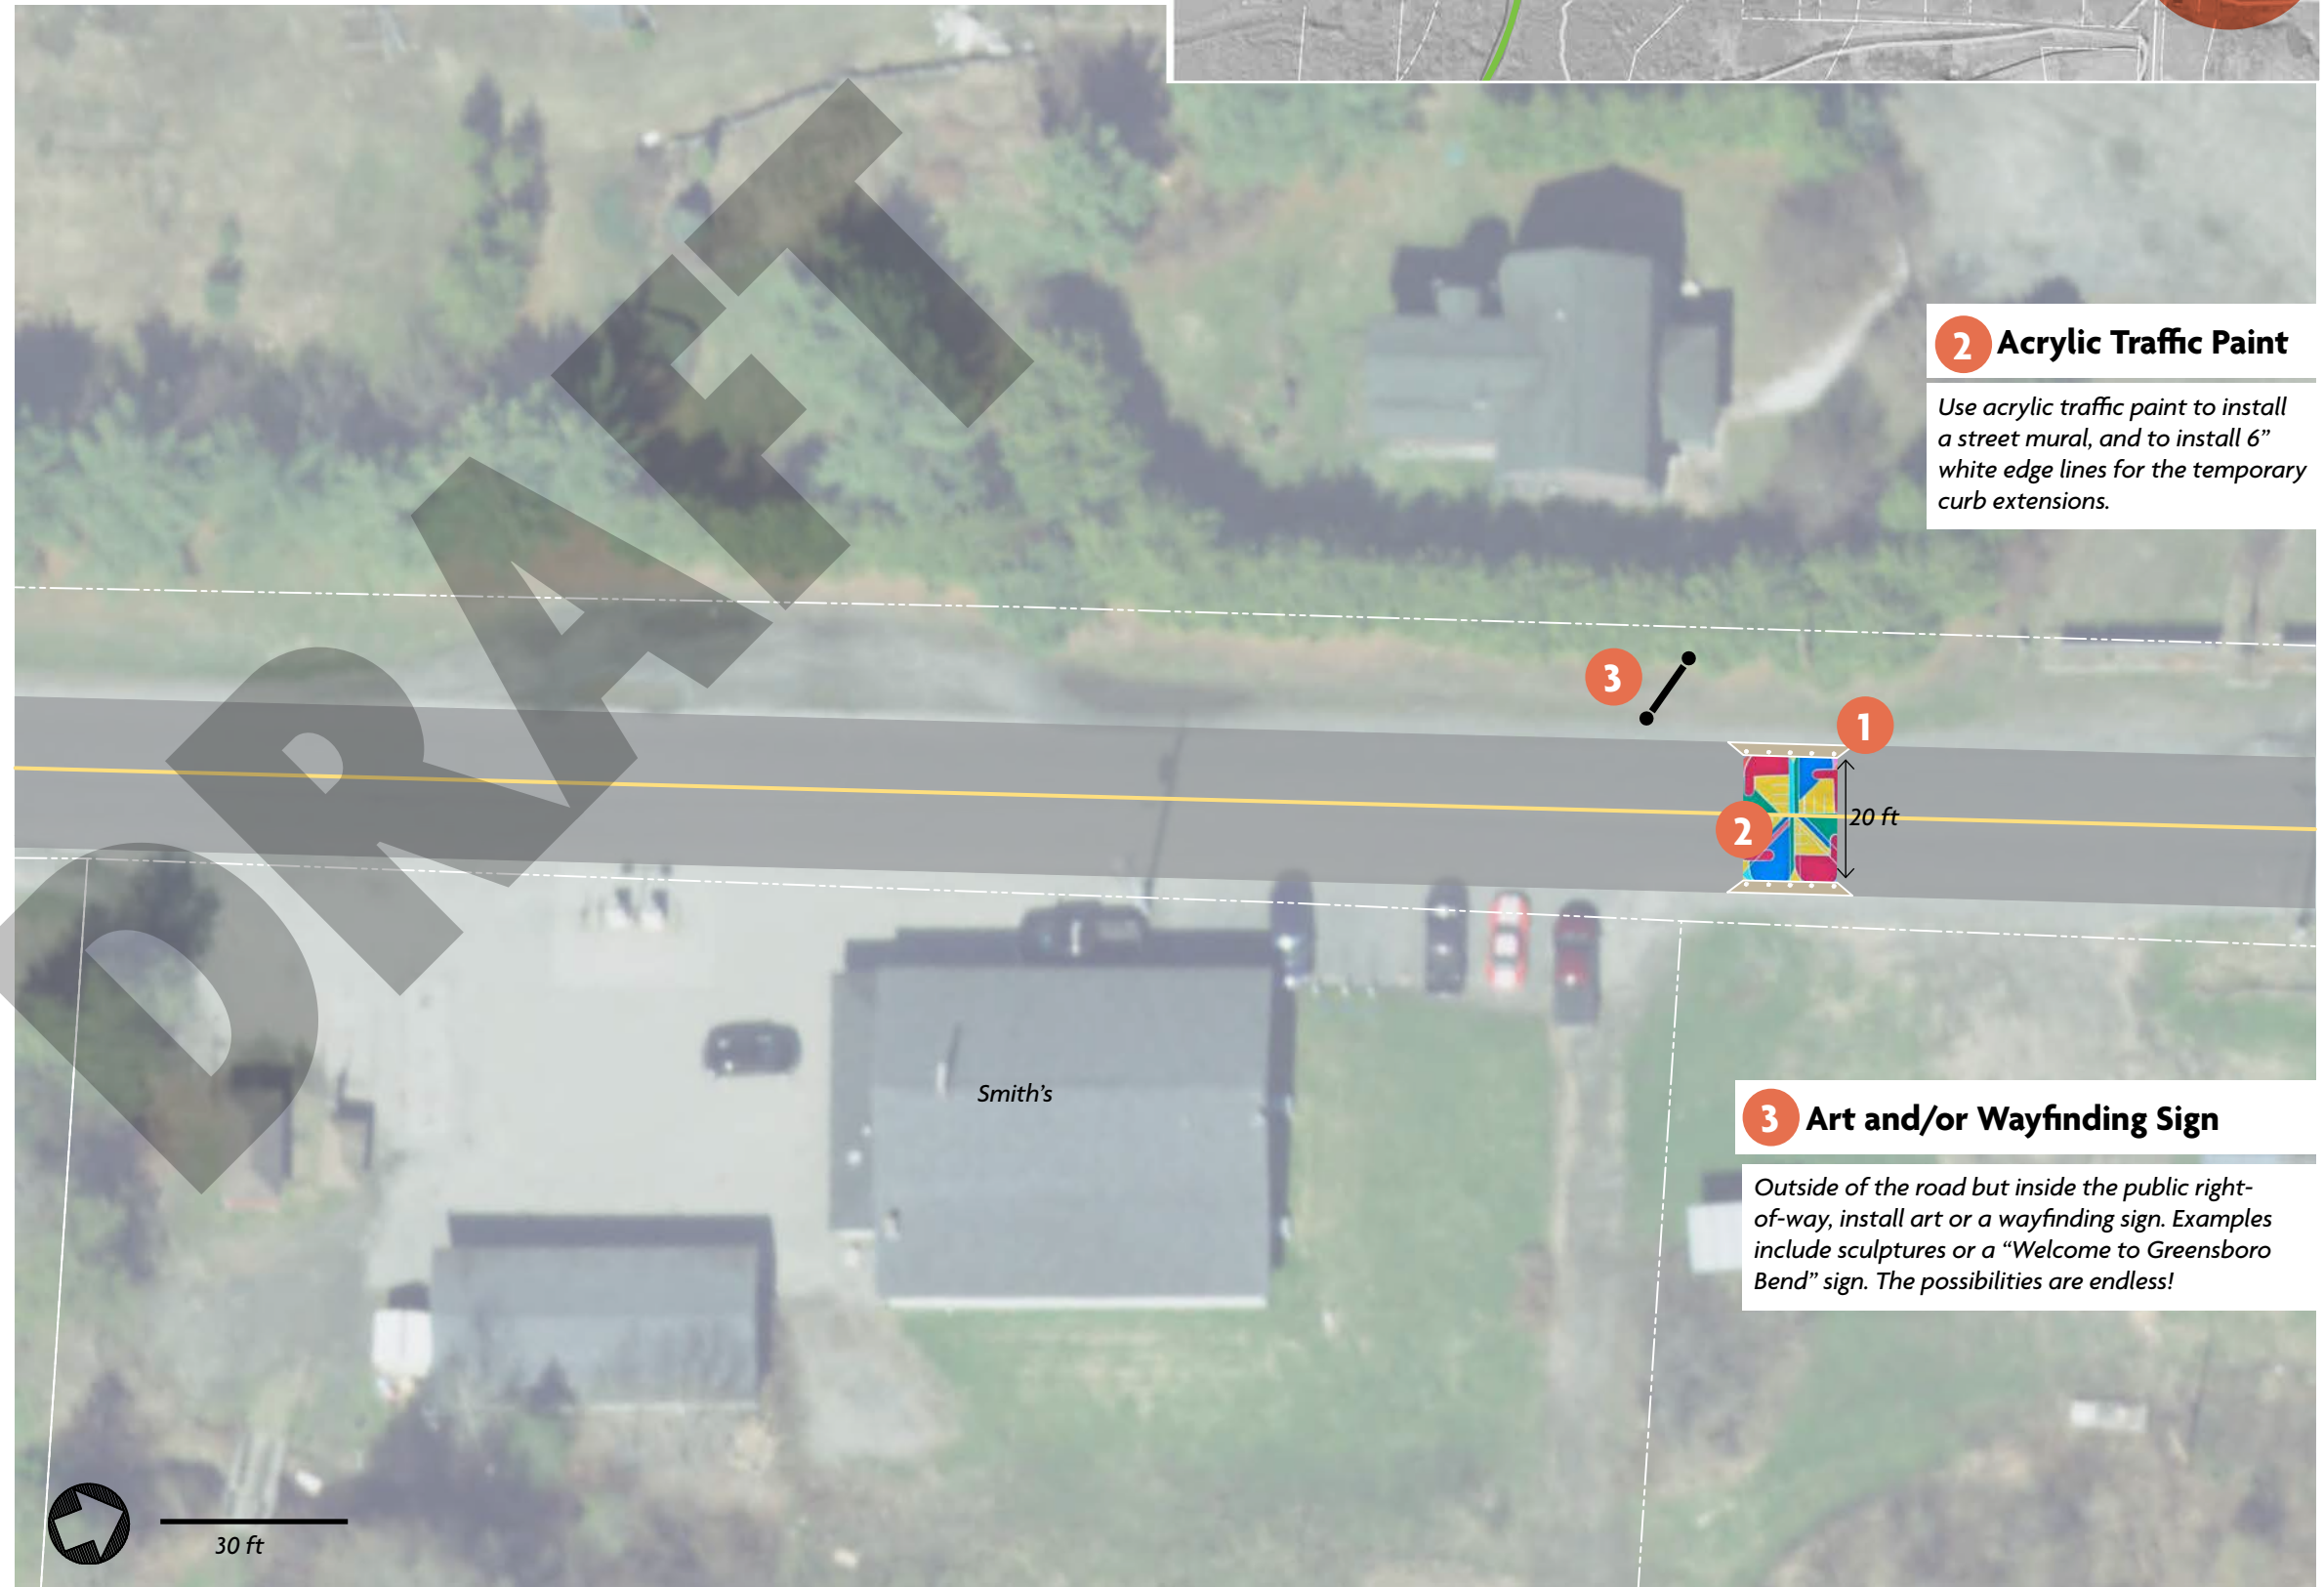 DRAFT
2 Acrylic Traffic Paint
Use acrylic traffic paint to install
a street mural, and to install 6”
white edge lines for the temporary
curb extensions.
3
1
2
20 ft
Smith’s
3 Art and/or Wayfinding Sign
Outside of the road but inside the public right-
of-way, install art or a wayfinding sign. Examples
include sculptures or a “Welcome to Greensboro
Bend” sign. The possibilities are endless!
30 ft